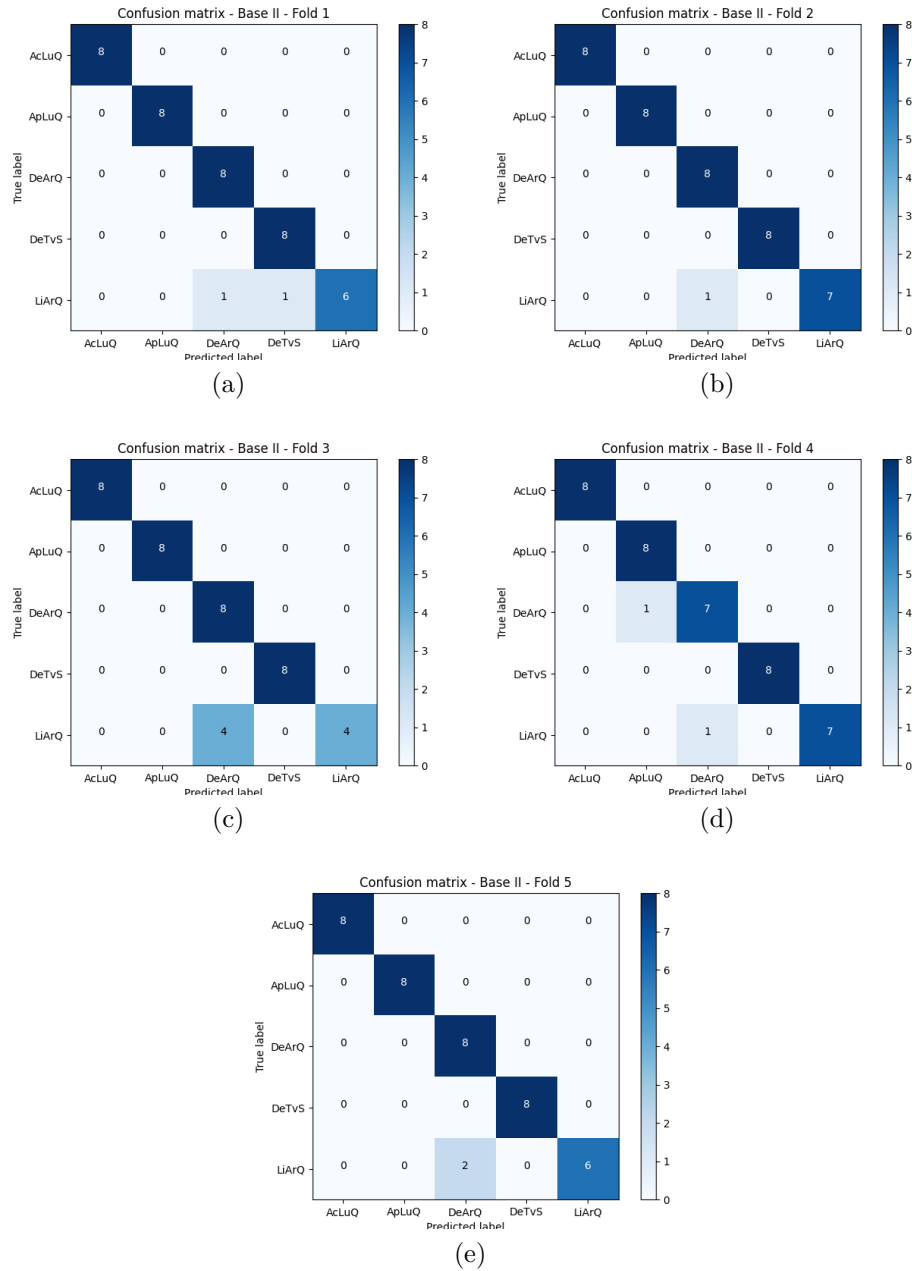 Confusion matrix - Base II - Fold 1
AcLuQ 8 0 0 0 0
ApLuQ 0 8 0 0 0
DeArQ 0 0 8 0 0
DeTvS 0 0 0 8 0
LiArQ 0 0 1 1 6
AcLuQ ApLuQ DeArQ DeTvS LiArQ
True label
Predicted label
8
7
6
5
4
3
2
1
0
(a)
Confusion matrix - Base II - Fold 2
AcLuQ 8 0 0 0 0
ApLuQ 0 8 0 0 0
DeArQ 0 0 8 0 0
DeTvS 0 0 0 8 0
LiArQ 0 0 1 0 7
AcLuQ ApLuQ DeArQ DeTvS LiArQ
True label
Predicted label
8
7
6
5
4
3
2
1
0
(b)
Confusion matrix - Base II - Fold 3
AcLuQ 8 0 0 0 0
ApLuQ 0 8 0 0 0
DeArQ 0 0 8 0 0
DeTvS 0 0 0 8 0
LiArQ 0 0 4 0 4
AcLuQ ApLuQ DeArQ DeTvS LiArQ
True label
Predicted label
8
7
6
5
4
3
2
1
0
(c)
Confusion matrix - Base II - Fold 4
AcLuQ 8 0 0 0 0
ApLuQ 0 8 0 0 0
DeArQ 0 1 7 0 0
DeTvS 0 0 0 8 0
LiArQ 0 0 1 0 7
AcLuQ ApLuQ DeArQ DeTvS LiArQ
True label
Predicted label
8
7
6
5
4
3
2
1
0
(d)
Confusion matrix - Base II - Fold 5
AcLuQ 8 0 0 0 0
ApLuQ 0 8 0 0 0
DeArQ 0 0 8 0 0
DeTvS 0 0 0 8 0
LiArQ 0 0 2 0 6
AcLuQ ApLuQ DeArQ DeTvS LiArQ
True label
Predicted label
8
7
6
5
4
3
2
1
0
(e)